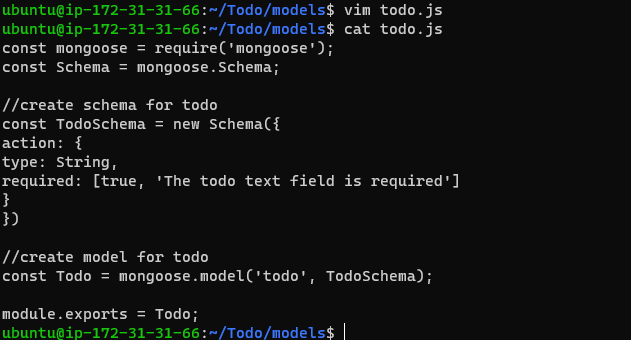 ubuntu@ip-172-31-31-66:~/Todo/models$ vim todo.js
ubuntu@ip-172-31-31-66:~/Todo/models$ cat todo.js
const mongoose = require('mongoose');
const Schema = mongoose.Schema;

//create schema for todo
const TodoSchema = new Schema({
action: {
type: String,
required: [true, 'The todo text field is required']
}
})

//create model for todo
const Todo = mongoose.model('todo', TodoSchema);

module.exports = Todo;
ubuntu@ip-172-31-31-66:~/Todo/models$